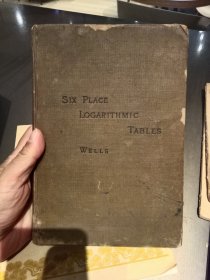 SIX PLACE
LOGARITHMIC
TABLES
WELLS